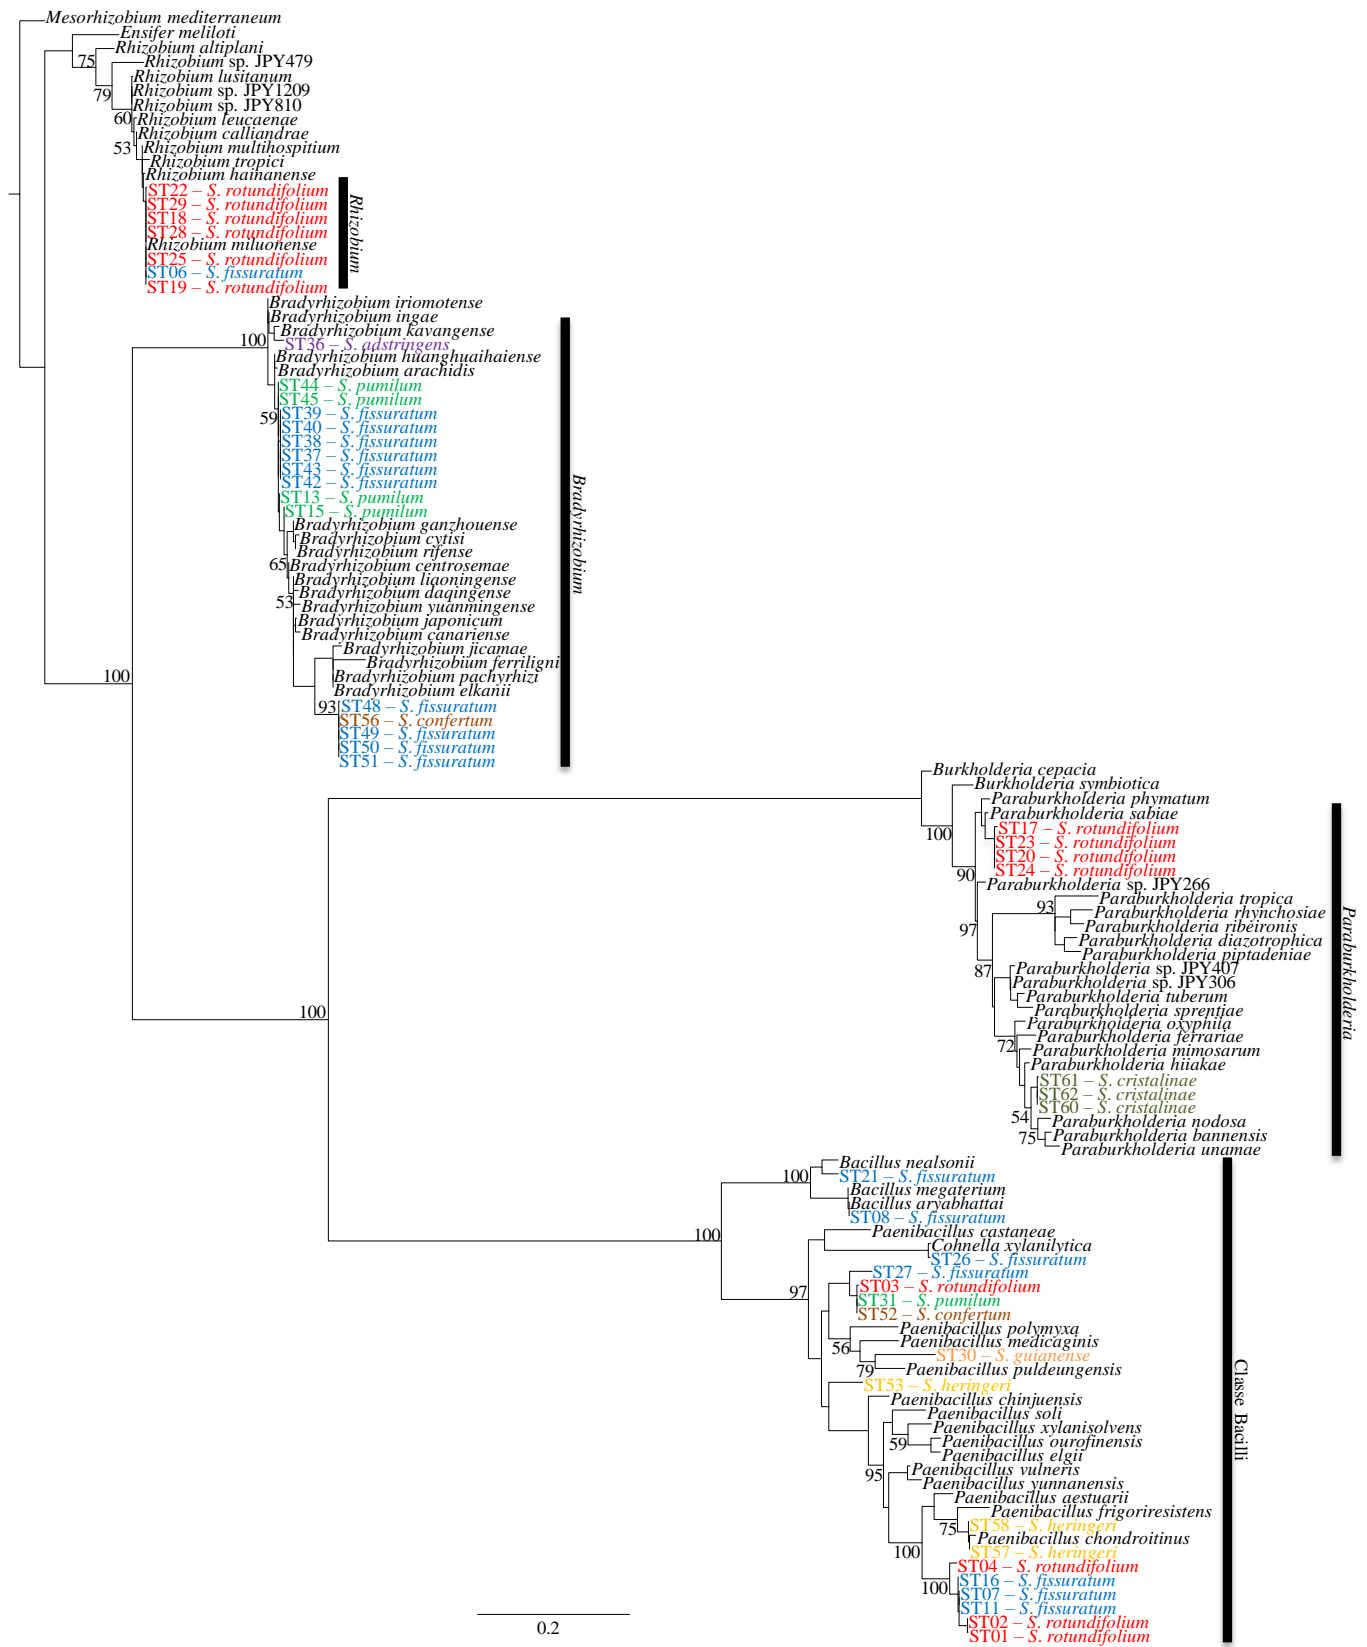 Mesorhizobium mediterraneum
Ensifer meliloti
Rhizobium altiplani
75
Rhizobium sp. JPY479
Rhizobium lusitanum
79
Rhizobium sp. JPY1209
Rhizobium sp. JPY810
60
Rhizobium leucaenae
Rhizobium calliandrae
53
Rhizobium multihospitium
Rhizobium tropici
Rhizobium hainanense
ST22 – S. rotundifolium
ST29 – S. rotundifolium
ST18 – S. rotundifolium
ST28 – S. rotundifolium
Rhizobium miluonense
ST25 – S. rotundifolium
ST06 – S. fissuratum
ST19 – S. rotundifolium
Rhizobium
Bradyrhizobium iriomotense
Bradyrhizobium ingae
Bradyrhizobium kavangense
100
ST36 – S. adstringens
Bradyrhizobium huanghuaihaiense
Bradyrhizobium arachidis
ST44 – S. pumilum
ST45 – S. pumilum
59
ST39 – S. fissuratum
ST40 – S. fissuratum
ST38 – S. fissuratum
ST37 – S. fissuratum
ST43 – S. fissuratum
ST42 – S. fissuratum
ST13 – S. pumilum
ST15 – S. pumilum
Bradyrhizobium ganzhouense
Bradyrhizobium cytisi
Bradyrhizobium rifense
65
Bradyrhizobium centrosemae
Bradyrhizobium liaoningense
Bradyrhizobium daqingense
53
Bradyrhizobium yuanmingense
Bradyrhizobium japonicum
Bradyrhizobium canariense
Bradyrhizobium jicamae
Bradyrhizobium ferriligni
100
Bradyrhizobium pachyrhizi
Bradyrhizobium elkanii
93
ST48 – S. fissuratum
ST56 – S. confertum
ST49 – S. fissuratum
ST50 – S. fissuratum
ST51 – S. fissuratum
Bradyrhizobium
Burkholderia cepacia
Burkholderia symbiotica
Paraburkholderia phymatum
Paraburkholderia sabiae
100
ST17 – S. rotundifolium
ST23 – S. rotundifolium
ST20 – S. rotundifolium
90
ST24 – S. rotundifolium
Paraburkholderia sp. JPY266
Paraburkholderia tropica
93
Paraburkholderia rhynchosiae
97
Paraburkholderia ribeironis
Paraburkholderia diazotrophica
Paraburkholderia piptadeniae
87
Paraburkholderia sp. JPY407
Paraburkholderia sp. JPY306
Paraburkholderia tuberum
Paraburkholderia sprentiae
100
Paraburkholderia oxyphila
Paraburkholderia ferrariae
72
Paraburkholderia mimosarum
Paraburkholderia hiiakae
ST61 – S. cristalinae
ST62 – S. cristalinae
ST60 – S. cristalinae
54
Paraburkholderia nodosa
75
Paraburkholderia bannensis
Paraburkholderia unamae
Paraburkholderia
Bacillus nealsonii
100
ST21 – S. fissuratum
Bacillus megaterium
Bacillus aryabhattai
ST08 – S. fissuratum
100
Paenibacillus castaneae
Cohnella xylanilytica
ST26 – S. fissuratum
ST27 – S. fissuratum
97
ST03 – S. rotundifolium
ST31 – S. pumilum
ST52 – S. confertum
Paenibacillus polymyxa
56
Paenibacillus medicaginis
ST30 – S. guianense
79
Paenibacillus puldeungensis
ST53 – S. heringeri
Paenibacillus chinjuensis
Paenibacillus soli
Paenibacillus xylanisolvens
59
Paenibacillus ourofinensis
Paenibacillus elgii
95
Paenibacillus vulneris
Paenibacillus yunnanensis
Paenibacillus aestuarii
Paenibacillus frigoriresistens
75
ST58 – S. heringeri
Paenibacillus chondroitinus
100
ST57 – S. heringeri
ST04 – S. rotundifolium
100
ST16 – S. fissuratum
ST07 – S. fissuratum
ST11 – S. fissuratum
ST02 – S. rotundifolium
ST01 – S. rotundifolium
Classe Bacilli
0.2